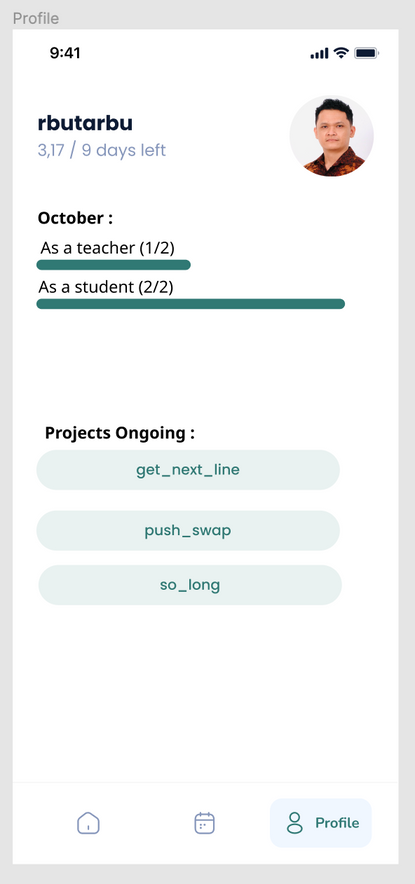 Profile
9:41
rbutarbu
3,17 / 9 days left
October :
As a teacher (1/2)
As a student (2/2)
Projects Ongoing :
get_next_line
push_swap
so_long
Profile